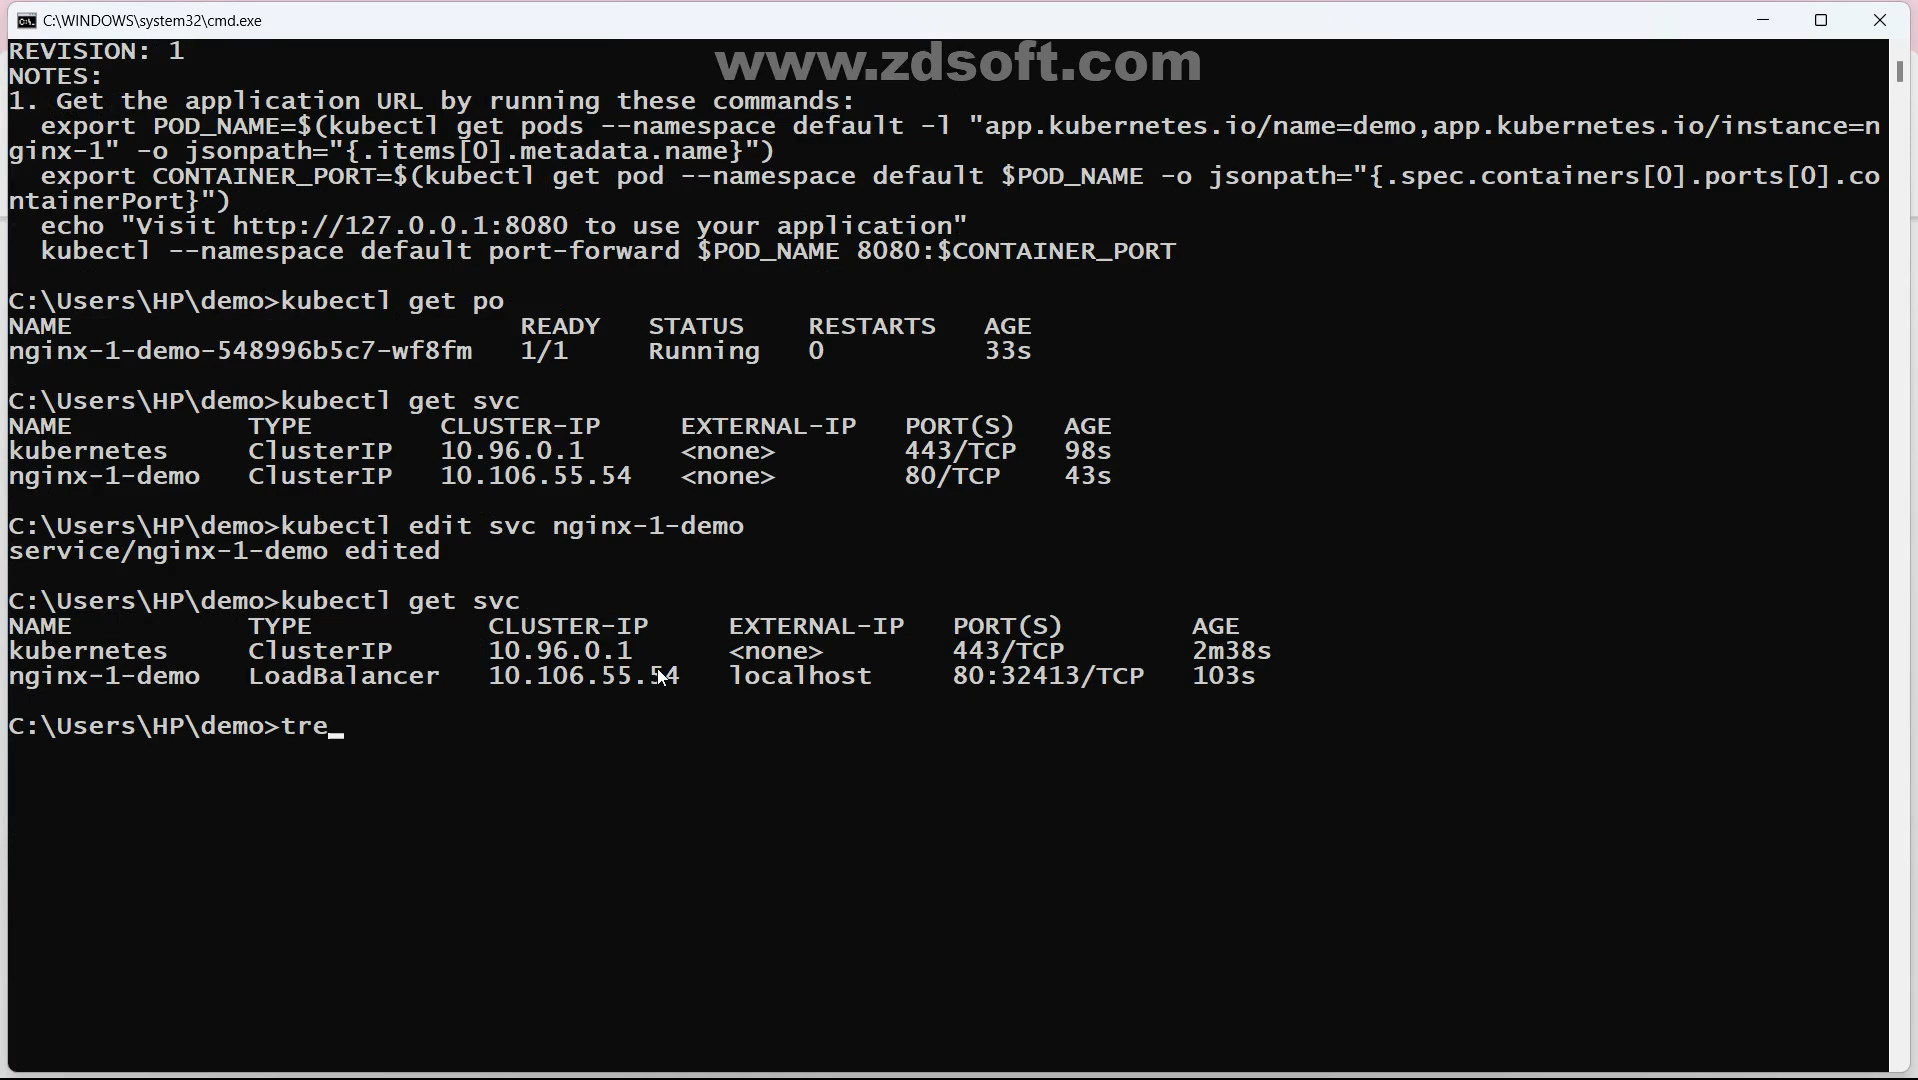 C:\WINDOWS\system32\cmd.exe
www.zdsoft.com
REVISION: 1
NOTES:
1. Get the application URL by running these commands:
  export POD_NAME=$(kubectl get pods --namespace default -l "app.kubernetes.io/name=demo,app.kubernetes.io/instance=n
ginx-1" -o jsonpath="{.items[0].metadata.name}")
  export CONTAINER_PORT=$(kubectl get pod --namespace default $POD_NAME -o jsonpath="{.spec.containers[0].ports[0].co
ntainerPort}")
  echo "Visit http://127.0.0.1:8080 to use your application"
  kubectl --namespace default port-forward $POD_NAME 8080:$CONTAINER_PORT
C:\Users\HP\demo>kubectl get po
NAME                            READY   STATUS    RESTARTS   AGE
nginx-1-demo-548996b5c7-wf8fm   1/1     Running   0          33s
C:\Users\HP\demo>kubectl get svc
NAME           TYPE        CLUSTER-IP     EXTERNAL-IP   PORT(S)   AGE
kubernetes     ClusterIP   10.96.0.1      <none>        443/TCP   98s
nginx-1-demo   ClusterIP   10.106.55.54   <none>        80/TCP    43s
C:\Users\HP\demo>kubectl edit svc nginx-1-demo
service/nginx-1-demo edited
C:\Users\HP\demo>kubectl get svc
NAME           TYPE           CLUSTER-IP     EXTERNAL-IP   PORT(S)        AGE
kubernetes     ClusterIP      10.96.0.1      <none>        443/TCP        2m38s
nginx-1-demo   LoadBalancer   10.106.55.54   localhost     80:32413/TCP   103s
C:\Users\HP\demo>tre